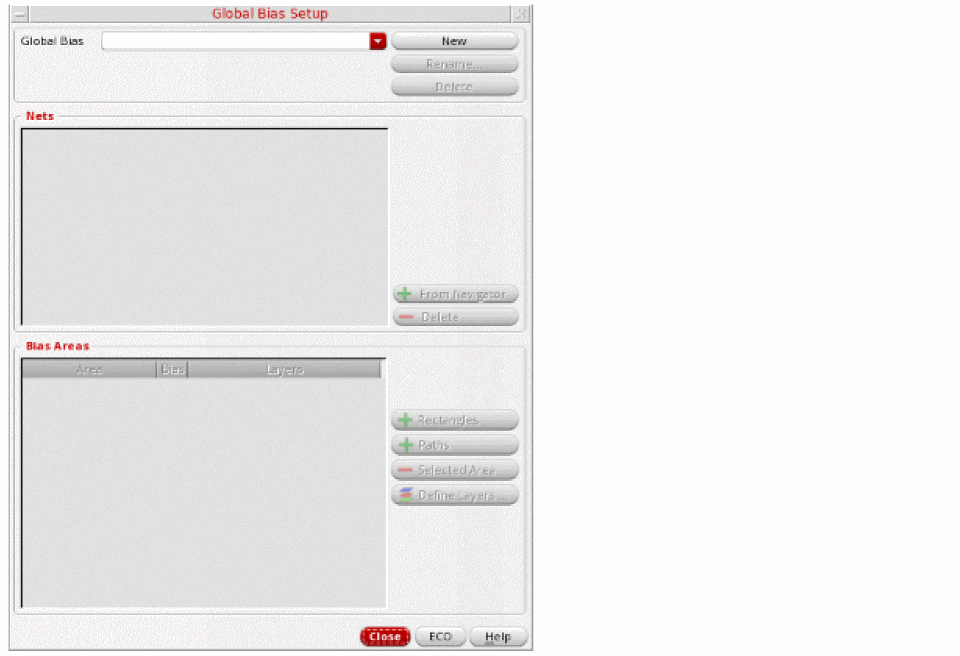 Global Bias Setup
Global Bias
New
Rename...
Delete
Nets
From Navigator
Delete
Bias Areas
Area Bias Layers
Rectangles
Paths
Selected Area
Define Layers ...
Close ECO Help